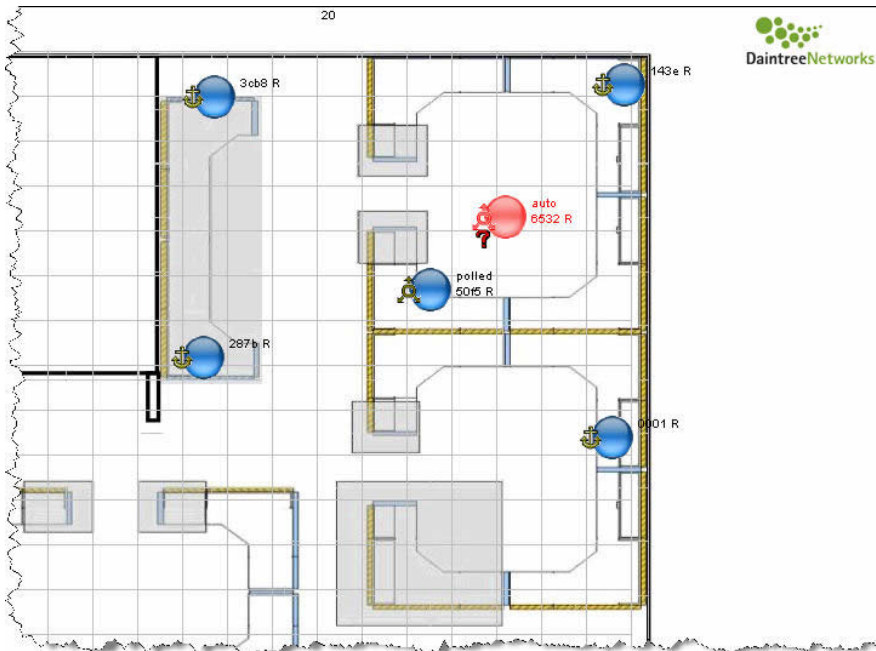 20
DaintreeNetworks
3cb8 R
143e R
auto
6532 R
?
polled
50f5 R
287b R
0001 R